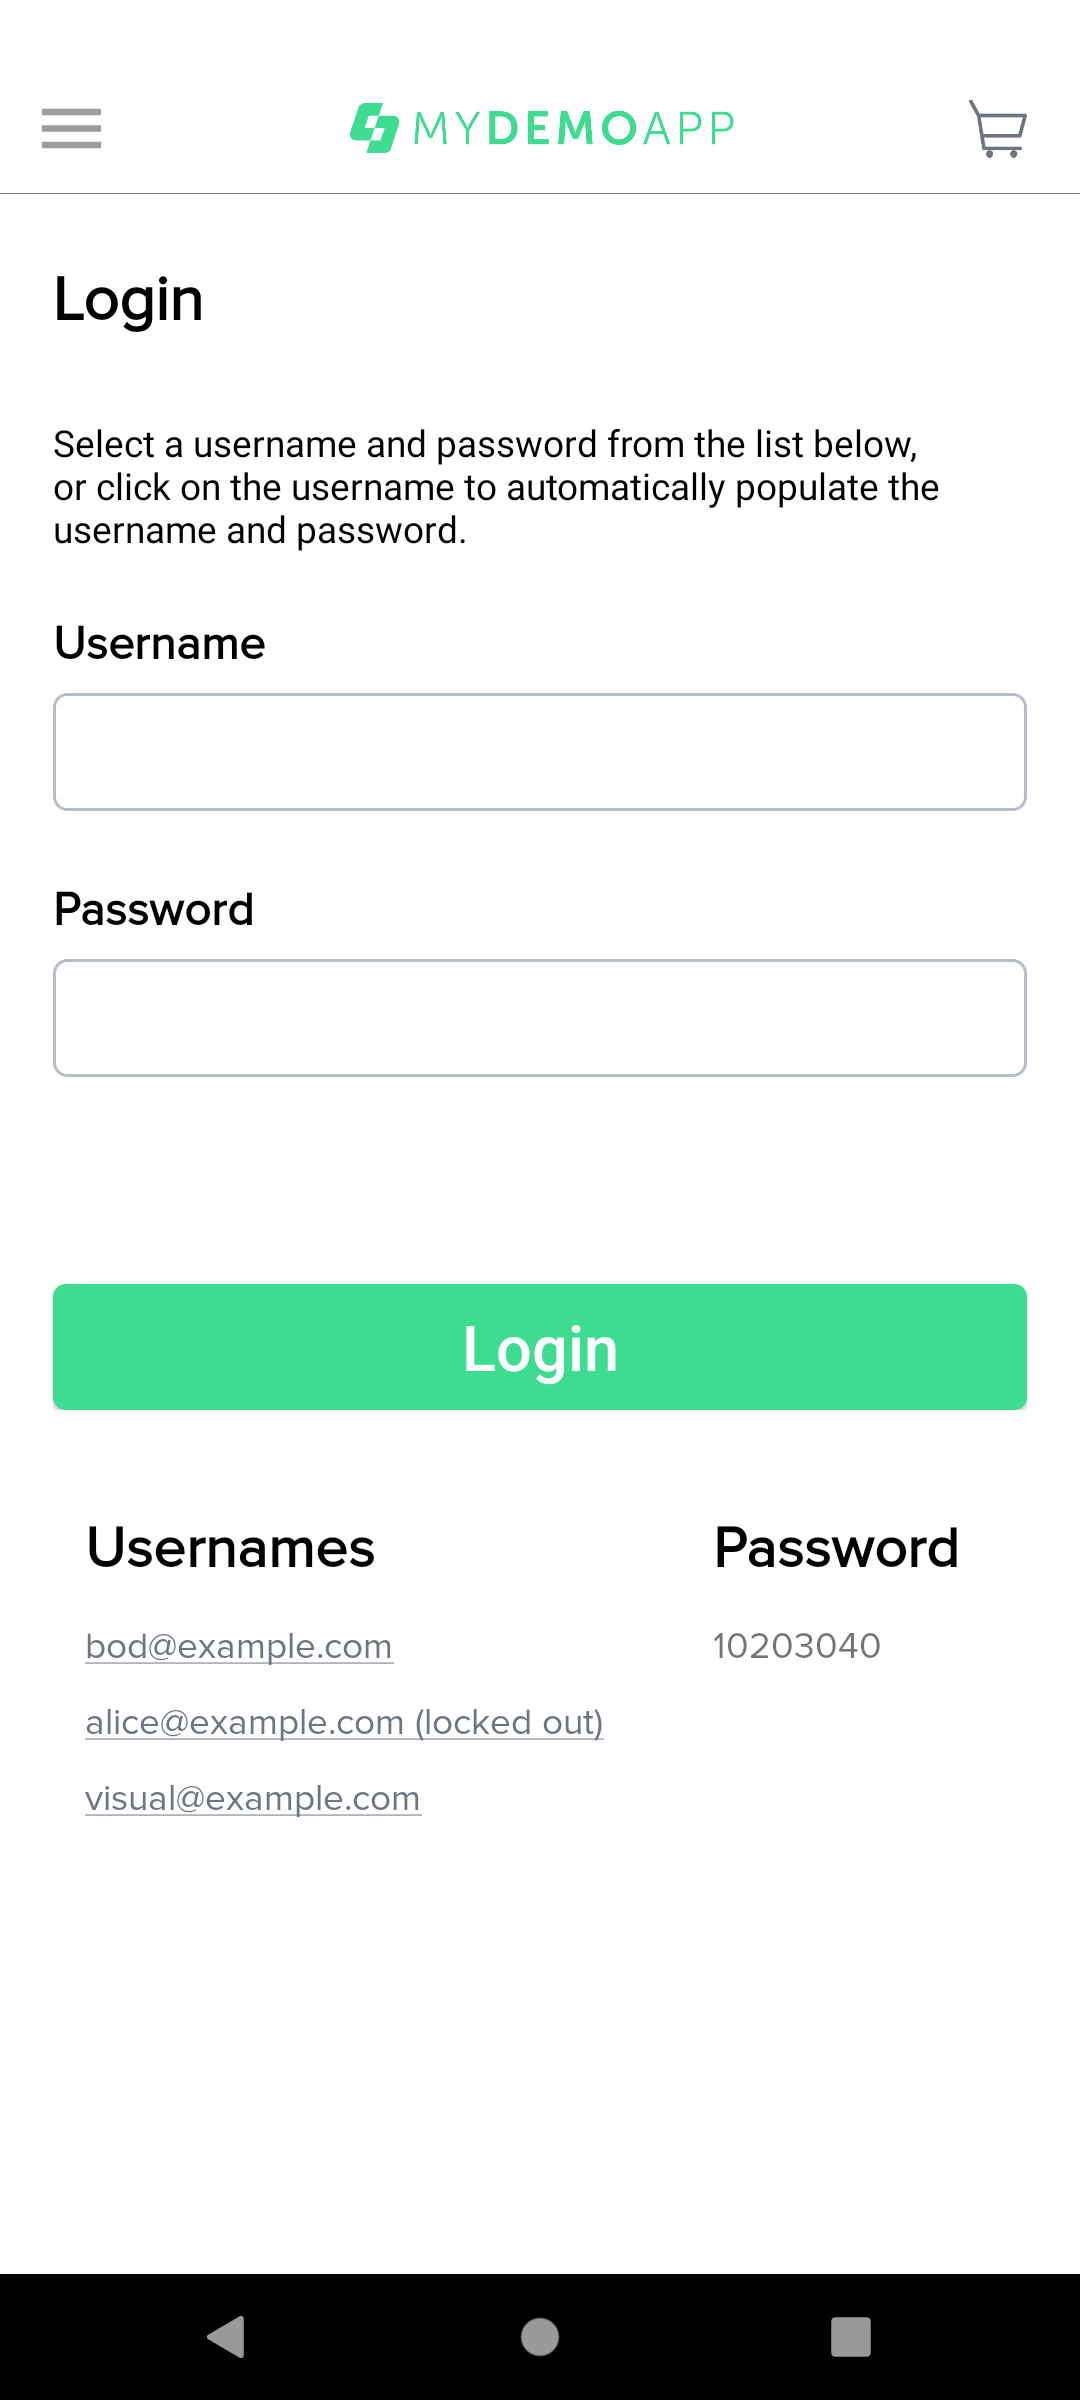 MYDEMOAPP
Login
Select a username and password from the list below,
or click on the username to automatically populate the
username and password.
Username
Password
Login
Usernames Password
bod@example.com 10203040
alice@example.com (locked out)
visual@example.com